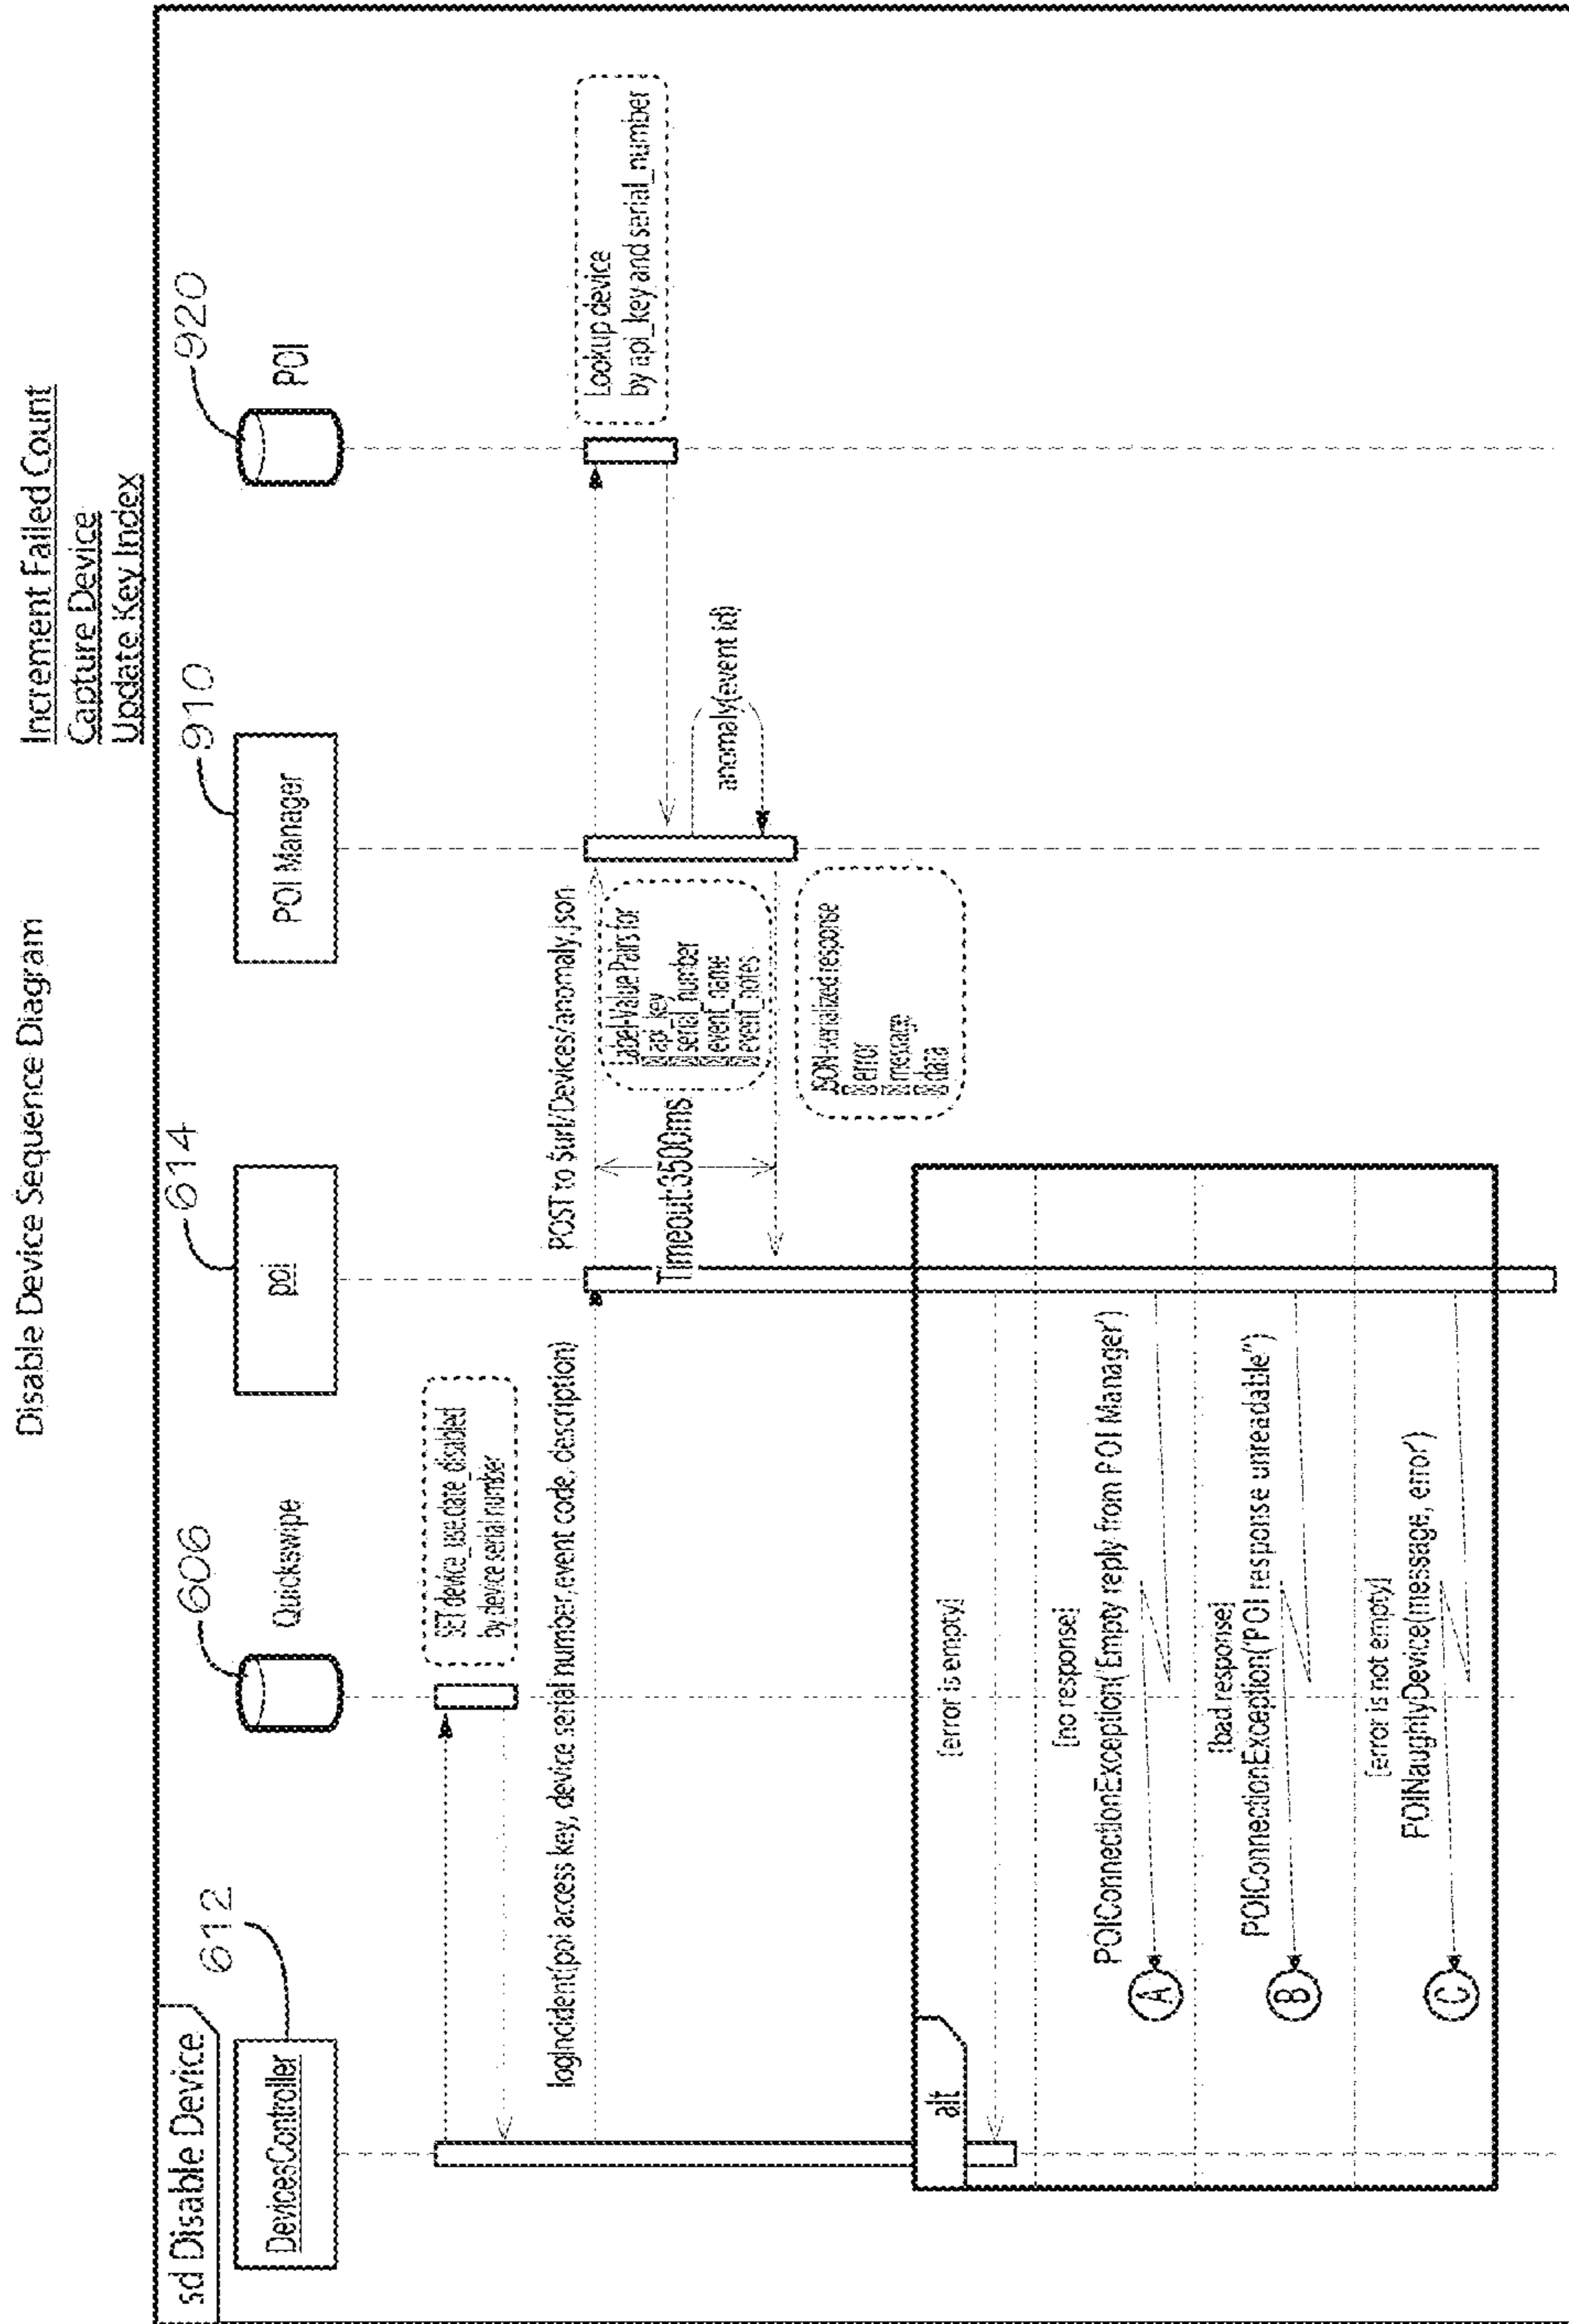 Disable Device Sequence Diagram
Increment Failed Count
Capture Device
Update Key Index
sd Disable Device
612
606
614
910
920
DevicesController
Quickswipe
poi
POI Manager
POI
SET device_use.date_disabled
by device serial number
logIncident(poi access key, device serial number, event code, description)
POST to $url/Devices/anomaly.json
Lookup device
by api_key and serial_number
Label-Value Pairs for
api_key
serial_number
event_name
event_notes
Timeout:3500ms
anomaly(event id)
JSON-serialized response
error
message
data
alt
[error is empty]
[no response]
POIConnectionException('Empty reply from POI Manager')
A
[bad response]
POIConnectionException('POI response unreadable")
B
[error is not empty]
POINaughtyDevice(message, error')
C